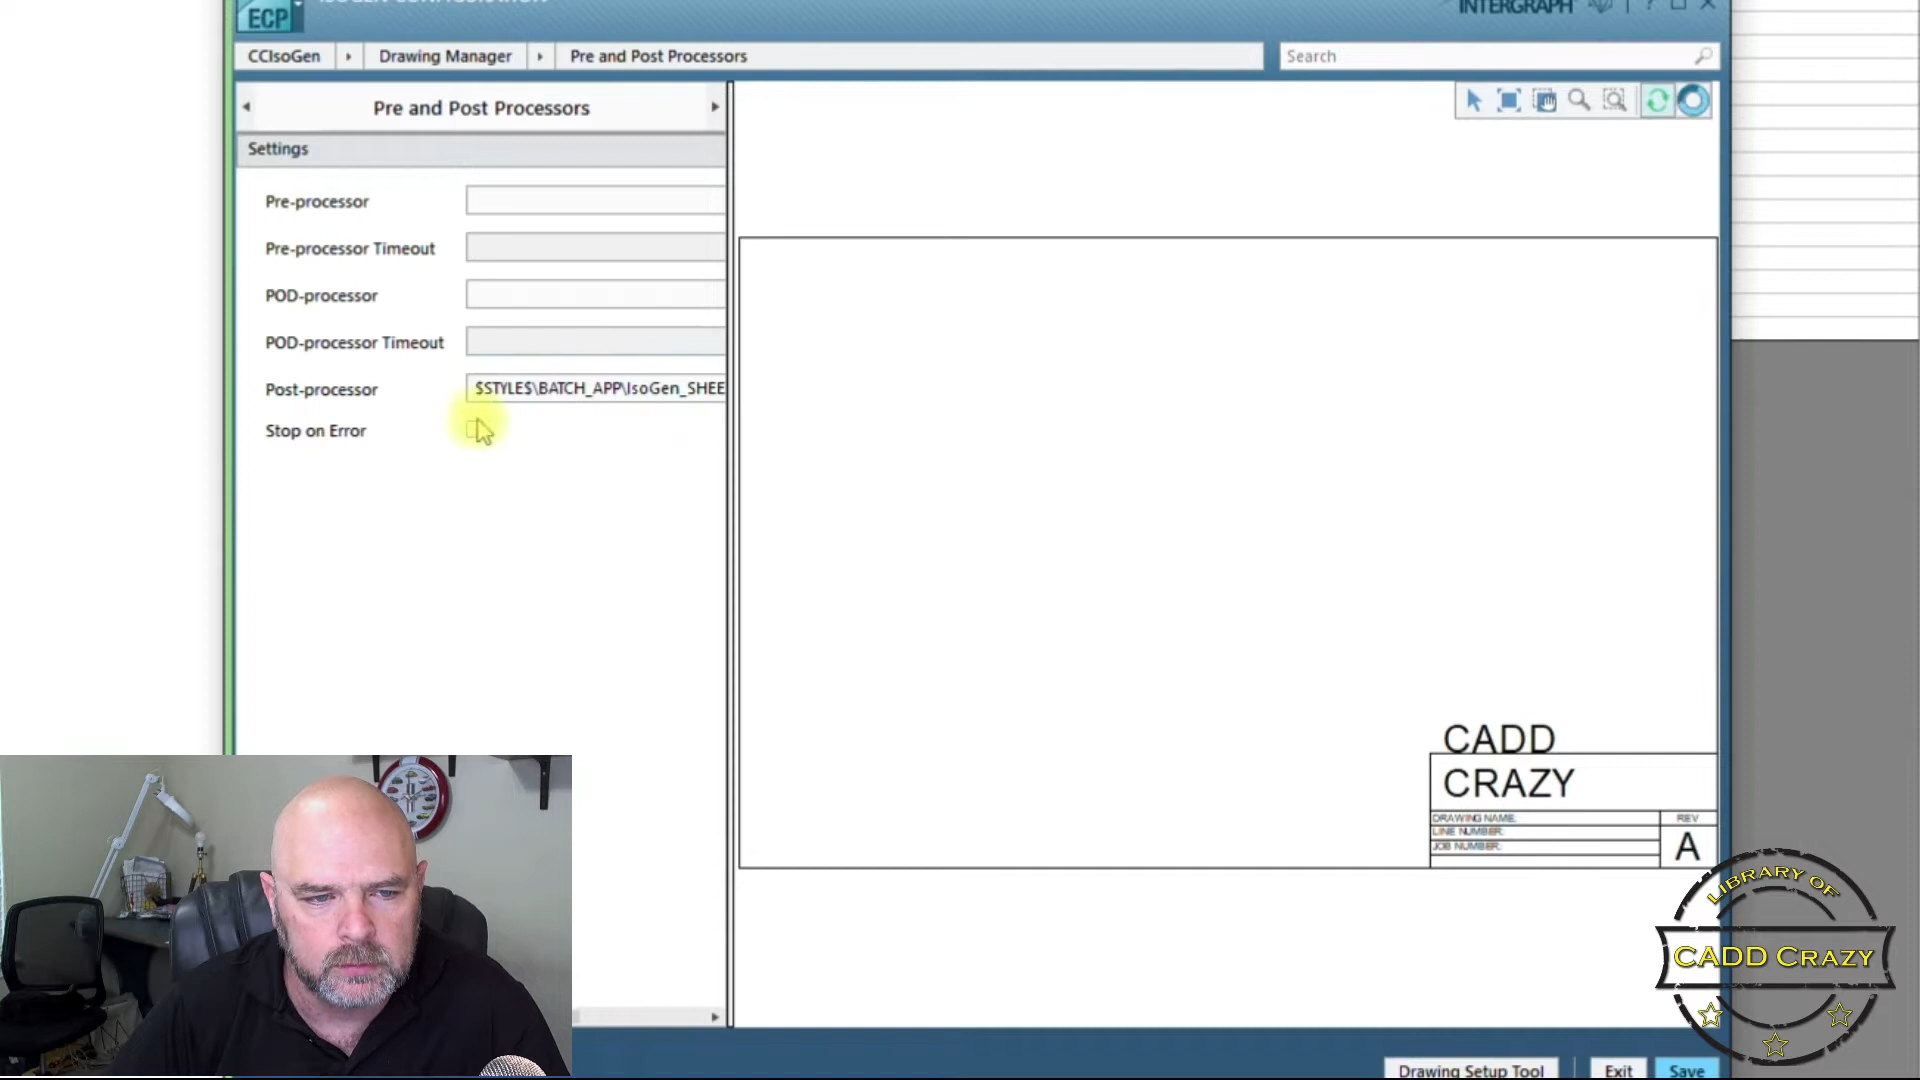 ECP
INTERGRAPH
CCIsoGen
Drawing Manager
Pre and Post Processors
Search
Pre and Post Processors
Settings
Pre-processor
Pre-processor Timeout
POD-processor
POD-processor Timeout
Post-processor
$STYLE$\BATCH_APP\IsoGen_SHEE
Stop on Error
CADD
CRAZY
DRAWING NAME:
LINE NUMBER:
JOB NUMBER:
REV
A
LIBRARY OF
CADD CRAZY
Drawing Setup Tool
Exit
Save